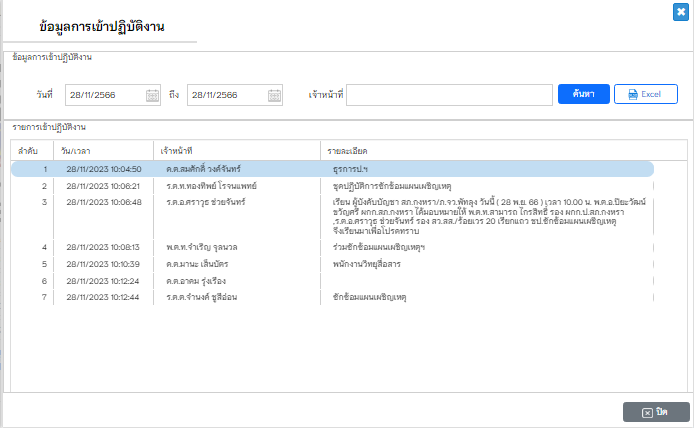 ข้อมูลการเข้าปฏิบัติงาน
ข้อมูลการเข้าปฏิบัติงาน
วันที่ 28/11/2566 ถึง 28/11/2566 เจ้าหน้าที่ ค้นหา Excel
รายการเข้าปฏิบัติงาน
ลำดับ วัน/เวลา เจ้าหน้าที่ รายละเอียด
1 28/11/2023 10:04:50 ด.ต.สมศักดิ์ วงค์จันทร์ ธุรการป.ฯ
2 28/11/2023 10:06:21 ร.ต.ท.ทองทิพย์ โรจนแพทย์ ชุดปฏิบัติการซักซ้อมแผนเผชิญเหตุ
3 28/11/2023 10:06:48 ร.ต.อ.ศราวุธ ช่วยจันทร์ เรียน ผู้บังคับบัญชา สภ.กงหรา/ภ.จว.พัทลุง วันนี้ ( 28 พ.ย. 66 ) เวลา 10.00 น. พ.ต.อ.ปิยะวัฒน์
ขวัญศรี ผกก.สภ.กงหรา ได้มอบหมายให้ พ.ต.ท.สามารถ ไกรสิทธิ์ รอง ผกก.ป.สภ.กงหรา
,ร.ต.อ.ศราวุธ ช่วยจันทร์ รอง สว.สส./ร้อยเวร 20 เรียกแถว ชป.ซักซ้อมแผนเผชิญเหตุ
จึงเรียนมาเพื่อโปรดทราบ
4 28/11/2023 10:08:13 พ.ต.ท.จำเริญ จุลนวล ร่วมซักซ้อมแผนเผชิญเหตุฯ
5 28/11/2023 10:10:39 ด.ต.มานะ เส็นบัตร พนักงานวิทยุสื่อสาร
6 28/11/2023 10:12:24 ด.ต.อาคม รุ่งเรือง
7 28/11/2023 10:12:44 ร.ต.ต.จำนงค์ ชูสีอ่อน ซักซ้อมแผนเผชิญเหตุ
ปิด